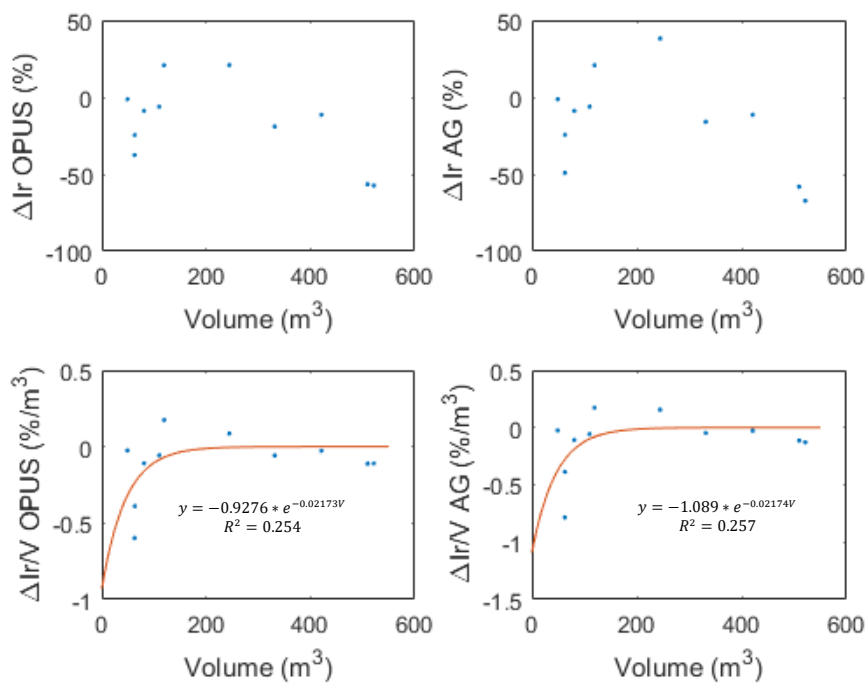 50
0
-50
-100
ΔIr OPUS (%)
0 200 400 600
Volume (m³)
50
0
-50
-100
ΔIr AG (%)
0 200 400 600
Volume (m³)
0.5
0
-0.5
-1
ΔIr/V OPUS (%/m³)
y = −0.9276 ∗ e^{−0.02173V}
R² = 0.254
0 200 400 600
Volume (m³)
0.5
0
-0.5
-1
-1.5
ΔIr/V AG (%/m³)
y = −1.089 ∗ e^{−0.02174V}
R² = 0.257
0 200 400 600
Volume (m³)